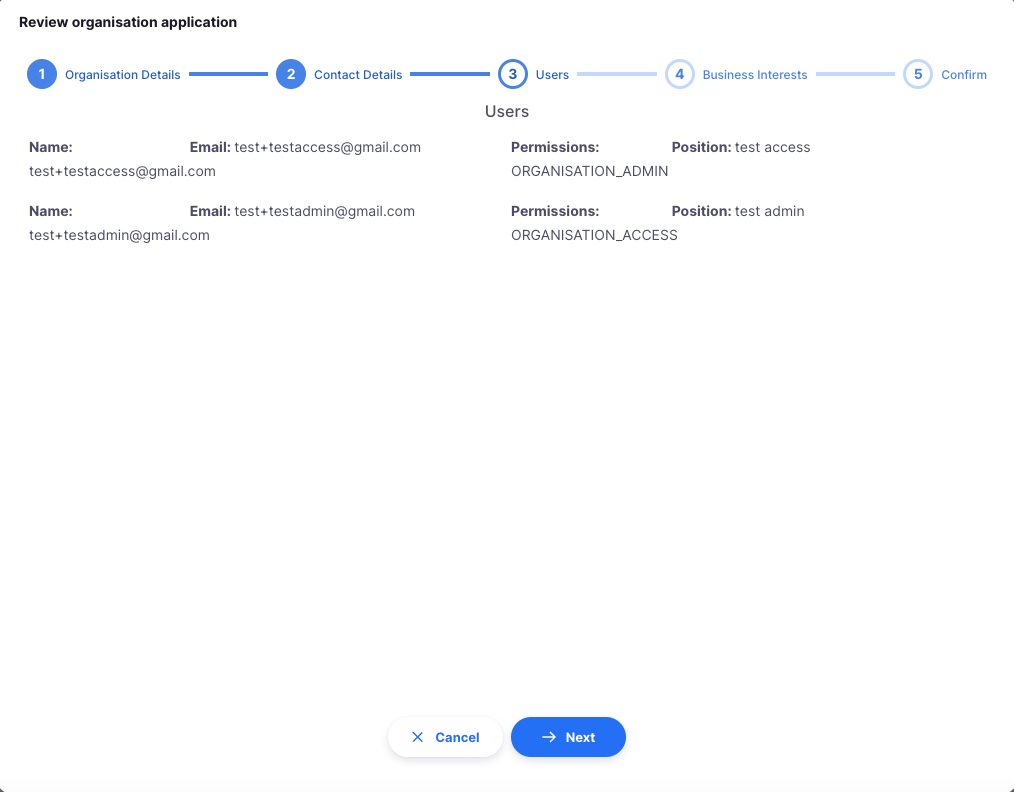 Review organisation application
1 Organisation Details 2 Contact Details 3 Users 4 Business Interests 5 Confirm
Users
Name: Email: test+testaccess@gmail.com Permissions: Position: test access
test+testaccess@gmail.com ORGANISATION_ADMIN
Name: Email: test+testadmin@gmail.com Permissions: Position: test admin
test+testadmin@gmail.com ORGANISATION_ACCESS
Cancel Next